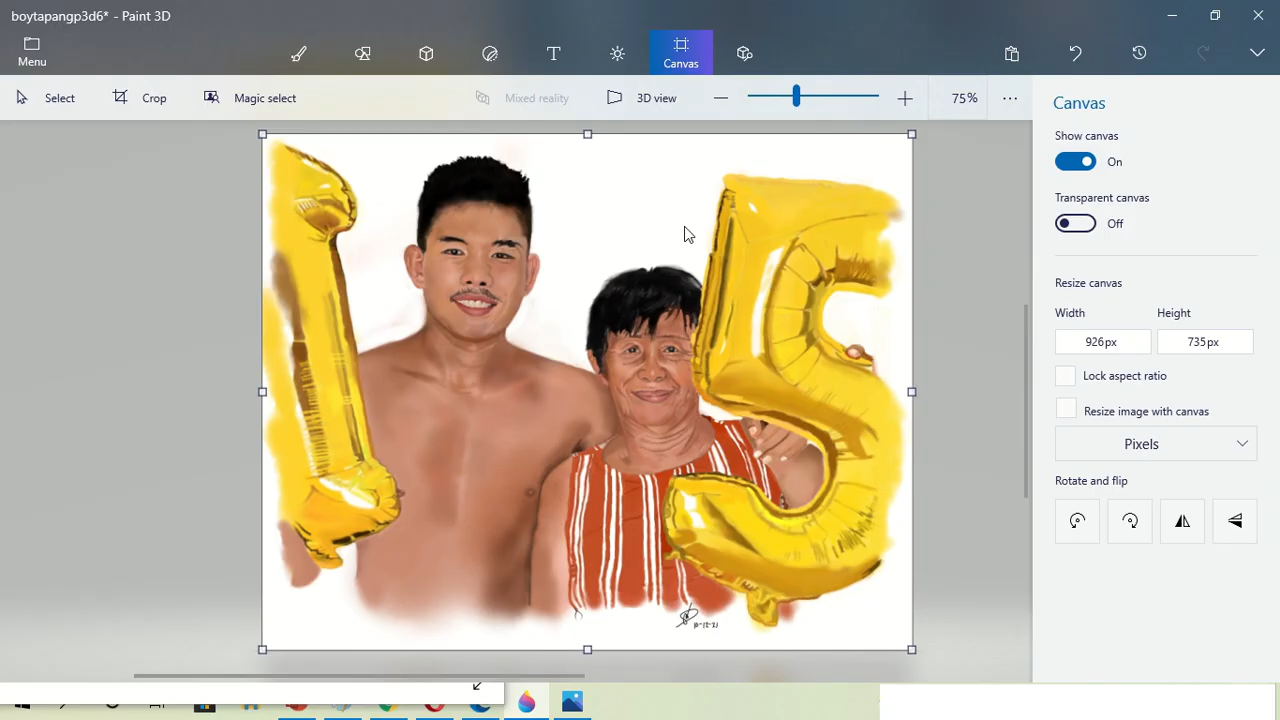 boytapangp3d6* - Paint 3D
Menu
Canvas
Select
Crop
Magic select
Mixed reality
3D view
75%
Canvas
Show canvas
On
Transparent canvas
Off
Resize canvas
Width
Height
926px
735px
Lock aspect ratio
Resize image with canvas
Pixels
Rotate and flip
15